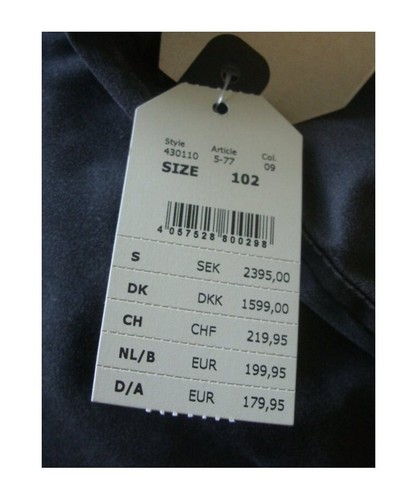 Style Article Col.
430110 5-77 09
SIZE 102
4 057528 800298
S SEK 2395,00
DK DKK 1599,00
CH CHF 219,95
NL/B EUR 199,95
D/A EUR 179,95